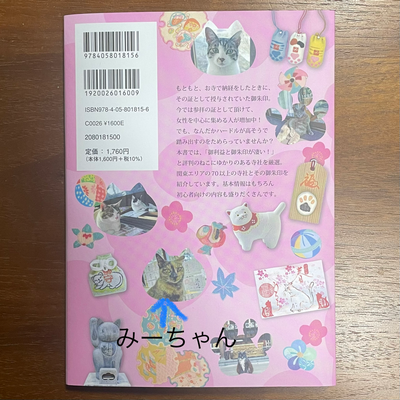 9784058018156
1920026016009
ISBN978-4-05-801815-6
C0026 ¥1600E
2080181500
定価：1,760円
(本体1,600円+税10%)
もともと、お寺で納経をしたときに、
その証として授与されていた御朱印。
今では参拝の証として頂けて、
女性を中心に集める人が増加中！
でも、なんだかハードルが高そうで
踏み出すのをためらっていませんか？
本書では、「御利益と御朱印が凄い！」
と評判のねこにゆかりのある寺社を厳選。
関東エリアの70以上の寺社とその御朱印を
紹介しています。基本情報はもちろん
初心者向けの内容も盛りだくさんです。
福
みーちゃん